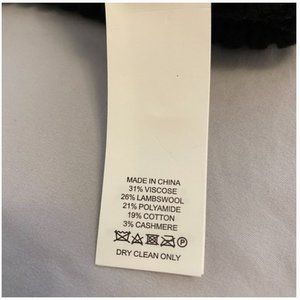 MADE IN CHINA
31% VISCOSE
26% LAMBSWOOL
21% POLYAMIDE
19% COTTON
3% CASHMERE
P
DRY CLEAN ONLY